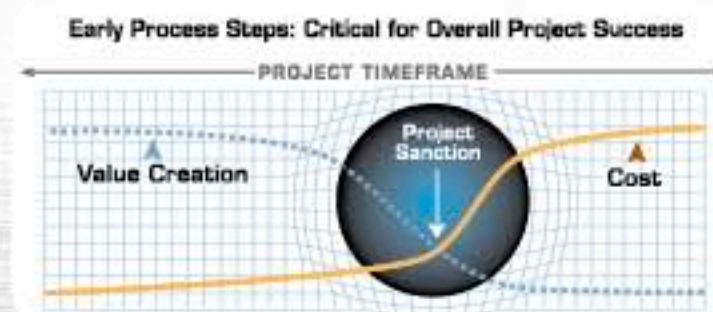 Early Process Steps: Critical for Overall Project Success
PROJECT TIMEFRAME
Project
Sanction
Value Creation
Cost